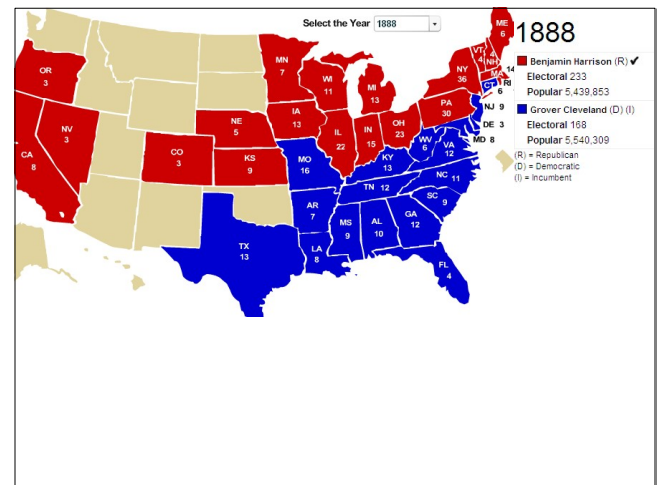 Select the Year 1888
1888
Benjamin Harrison (R) ✔
Electoral 233
Popular 5,439,853
Grover Cleveland (D) (I)
Electoral 168
Popular 5,540,309
(R) = Republican
(D) = Democratic
(I) = Incumbent
OR
3
CA
8
NV
3
CO
3
NE
5
KS
9
TX
13
MN
7
IA
13
MO
16
AR
7
LA
8
WI
11
IL
22
MI
13
IN
15
OH
23
KY
13
TN 12
MS
9
AL
10
GA
12
FL
4
SC
9
NC 11
VA
12
WV
6
PA
30
NY
36
VT
4
NH
4
ME
6
MA
14
RI
CT
6
NJ 9
DE 3
MD 8